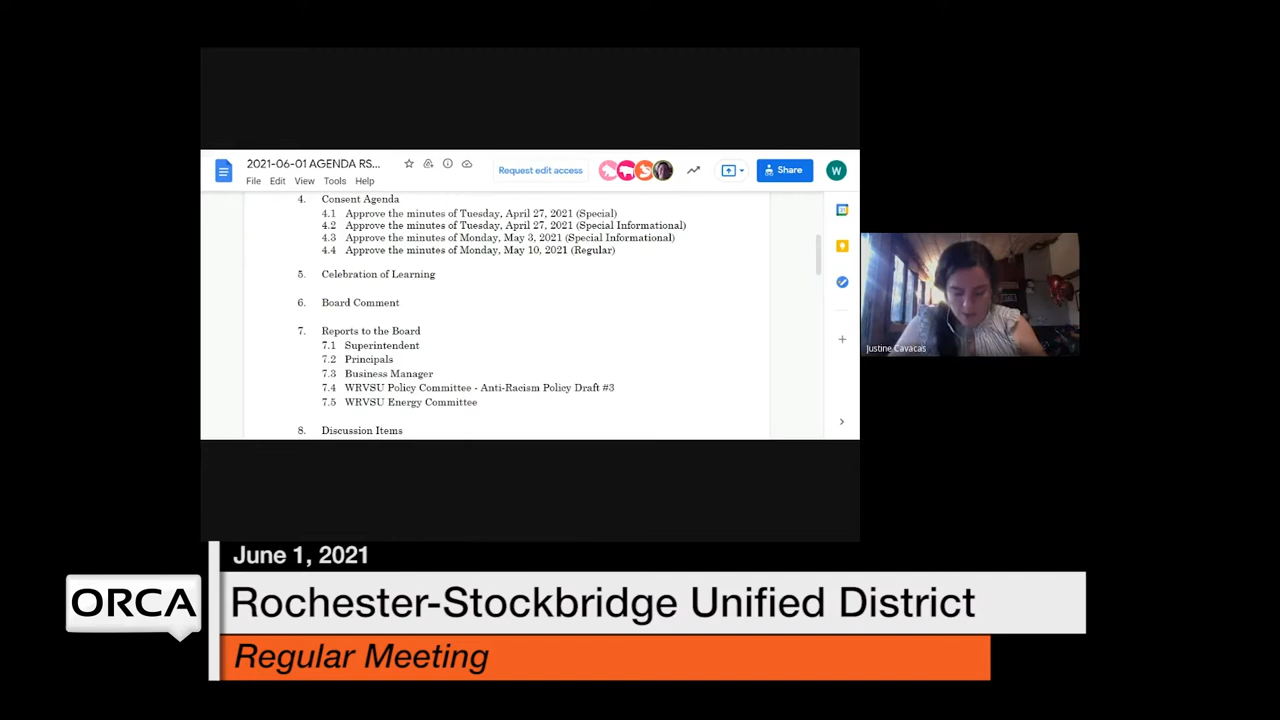 2021-06-01 AGENDA RS...
File Edit View Tools Help
Request edit access
Share
W
4. Consent Agenda
4.1 Approve the minutes of Tuesday, April 27, 2021 (Special)
4.2 Approve the minutes of Tuesday, April 27, 2021 (Special Informational)
4.3 Approve the minutes of Monday, May 3, 2021 (Special Informational)
4.4 Approve the minutes of Monday, May 10, 2021 (Regular)
5. Celebration of Learning
6. Board Comment
7. Reports to the Board
7.1 Superintendent
7.2 Principals
7.3 Business Manager
7.4 WRVSU Policy Committee - Anti-Racism Policy Draft #3
7.5 WRVSU Energy Committee
8. Discussion Items
Justine Cavacas
June 1, 2021
ORCA
Rochester-Stockbridge Unified District
Regular Meeting